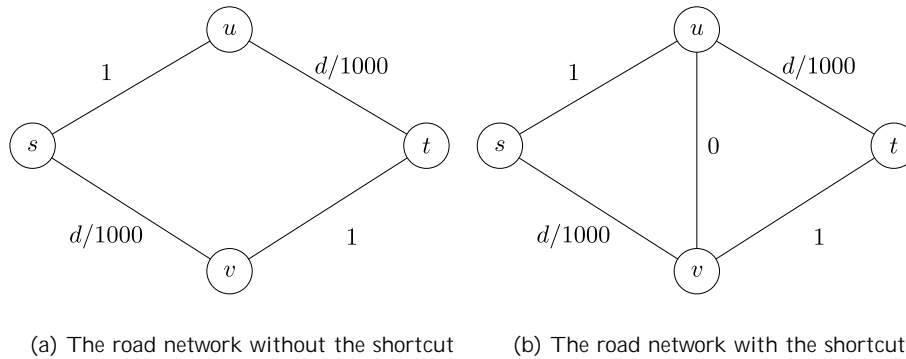 u
1
d/1000
s
t
d/1000
1
v
u
1
d/1000
s
0
t
d/1000
1
v
(a) The road network without the shortcut
(b) The road network with the shortcut